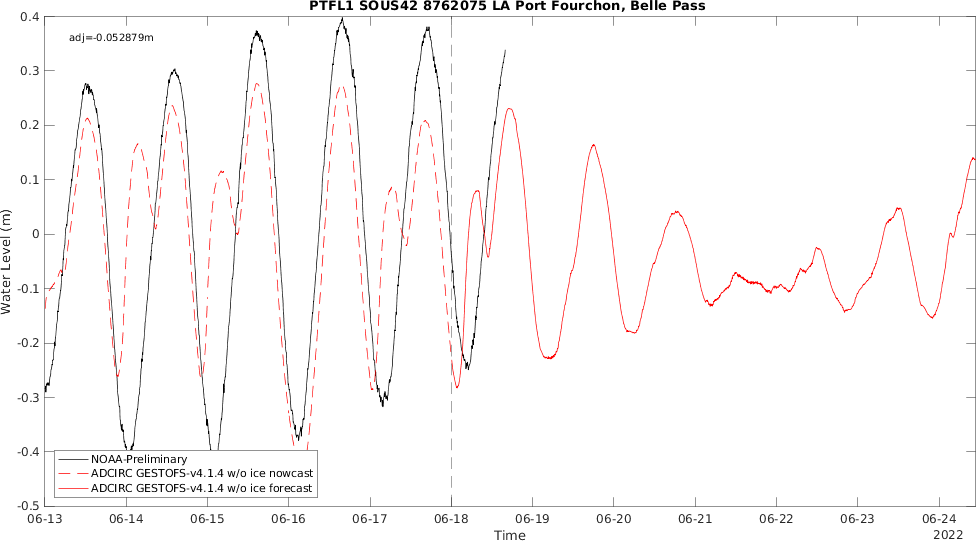 PTFL1 SOUS42 8762075 LA Port Fourchon, Belle Pass
adj=-0.052879m
0.4
0.3
0.2
0.1
0
-0.1
-0.2
-0.3
-0.4
-0.5
Water Level (m)
NOAA-Preliminary
ADCIRC GESTOFS-v4.1.4 w/o ice nowcast
ADCIRC GESTOFS-v4.1.4 w/o ice forecast
06-13 06-14 06-15 06-16 06-17 06-18 06-19 06-20 06-21 06-22 06-23 06-24
Time
2022